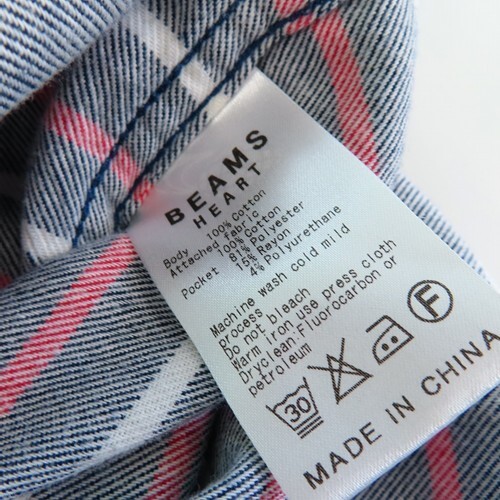 BEAMS
HEART
Body 100% Cotton
Attached fabric
100% Cotton
Pocket 81% Polyester
15% Rayon
4% Polyurethane
Machine wash cold mild
process
Do not bleach
Warm iron use press cloth
Dryclean:Fluorocarbon or
petroleum
30 F
MADE IN CHINA